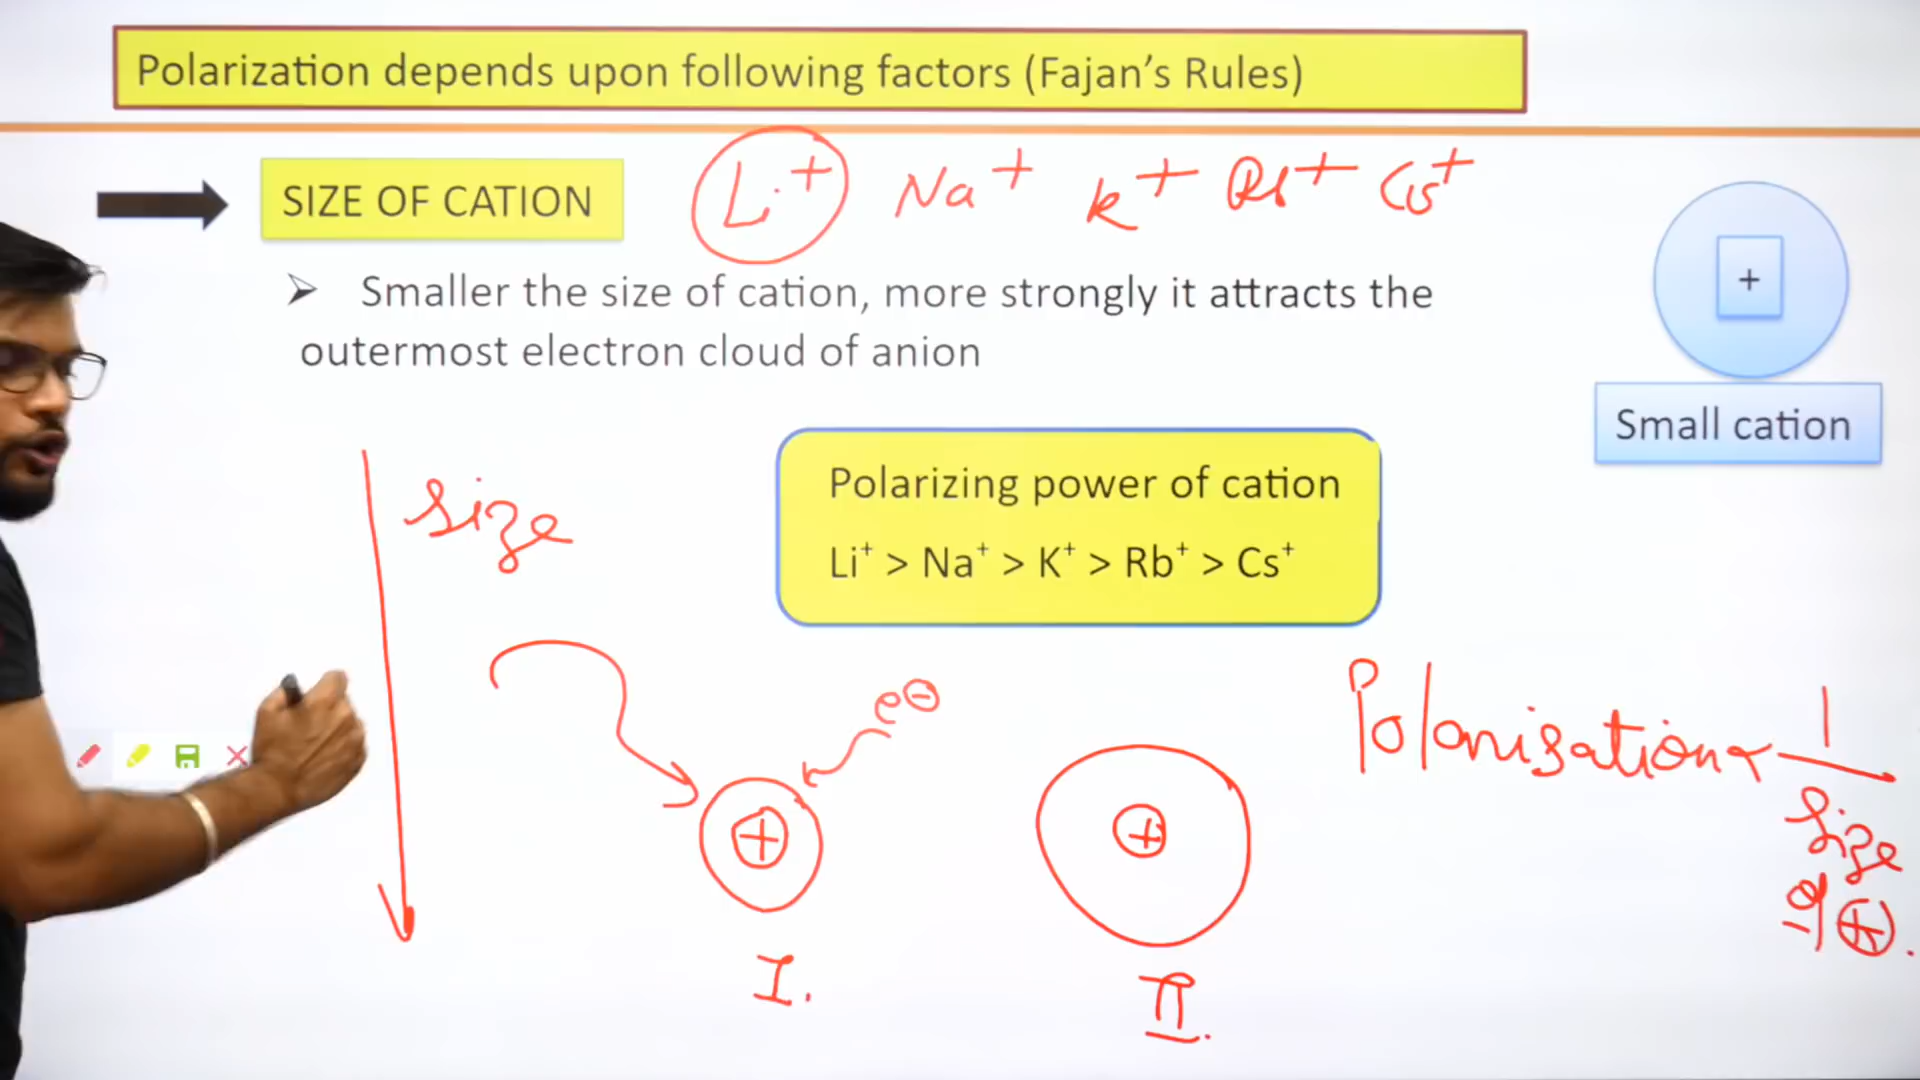 Polarization depends upon following factors (Fajan’s Rules)
SIZE OF CATION
Li⁺ Na⁺ K⁺ Rb⁺ Cs⁺
+
Smaller the size of cation, more strongly it attracts the
outermost electron cloud of anion
Small cation
Size
Polarizing power of cation
Li⁺ > Na⁺ > K⁺ > Rb⁺ > Cs⁺
e⊖
Polarisation ∝ 1
Size
of ⊕.
⊕
⊕
I.
II.